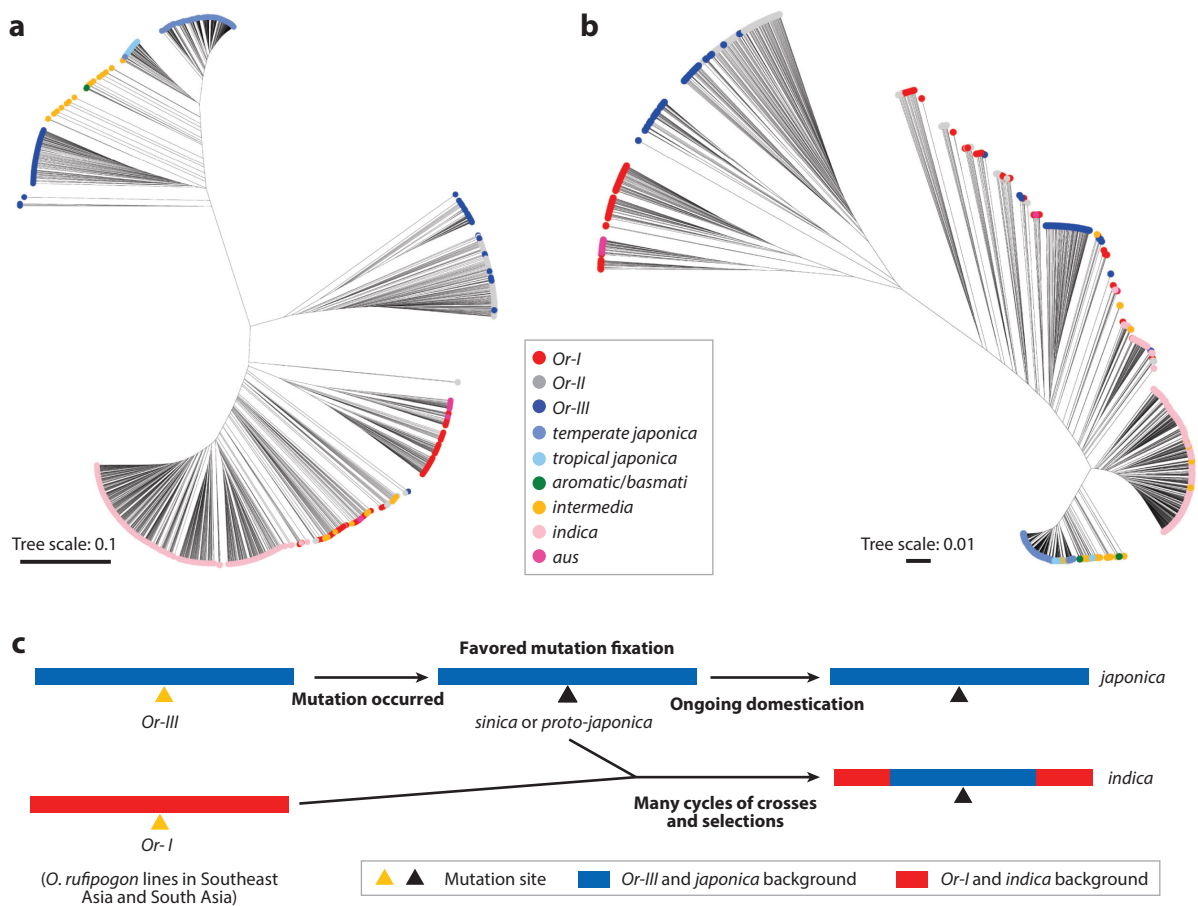 a
b
Or-I
Or-II
Or-III
temperate japonica
tropical japonica
aromatic/basmati
intermedia
indica
aus
Tree scale: 0.1
Tree scale: 0.01
c
Favored mutation fixation
Mutation occurred
Ongoing domestication
japonica
Or-III
sinica or proto-japonica
indica
Many cycles of crosses
and selections
Or- I
(O. rufipogon lines in Southeast
Asia and South Asia)
Mutation site
Or-III and japonica background
Or-I and indica background